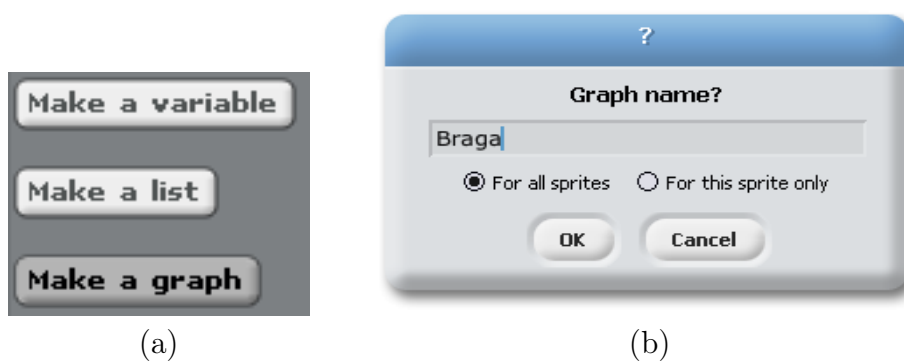 Make a variable
Make a list
Make a graph
(a)
?
Graph name?
Braga
For all sprites For this sprite only
OK Cancel
(b)